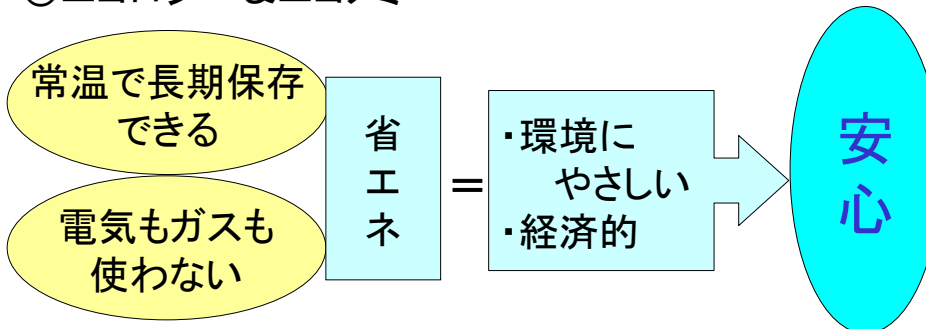 常温で長期保存
できる
電気もガスも
使わない
省
エ
ネ
＝
・環境に
やさしい
・経済的
安
心